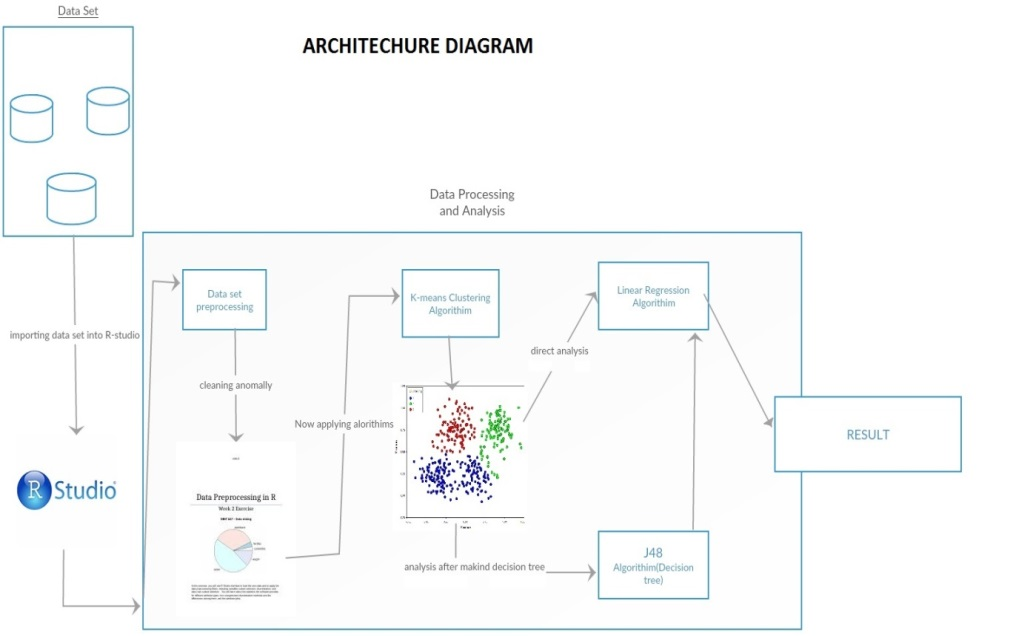 Data Set
ARCHITECHURE DIAGRAM
Data Processing
and Analysis
Data set
preprocessing
K-means Clustering
Algorithim
Linear Regression
Algorithim
importing data set into R-studio
direct analysis
cleaning anomally
Now applying alorithims
RESULT
R Studio
Data Preprocessing in R
Week 2 Exercise
J48
Algorithim(Decision
tree)
analysis after makind decision tree